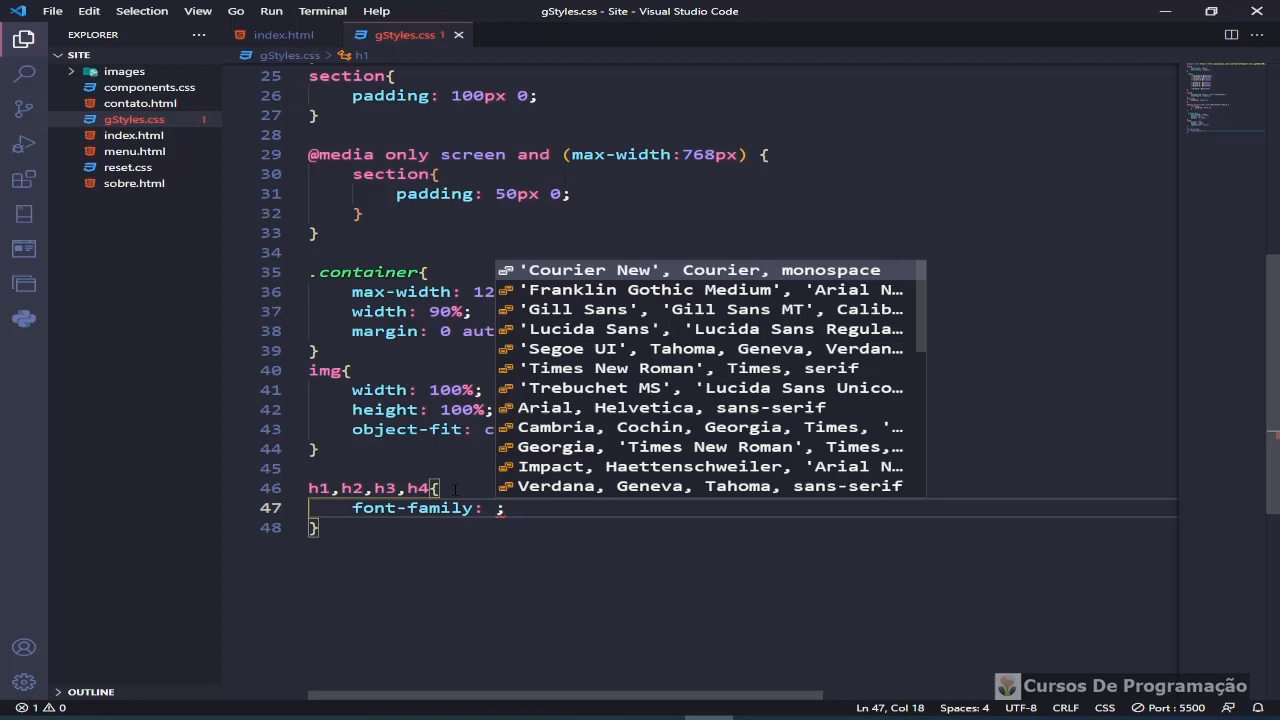 File Edit Selection View Go Run Terminal Help
gStyles.css - Site - Visual Studio Code
EXPLORER
SITE
images
components.css
contato.html
gStyles.css 1
index.html
menu.html
reset.css
sobre.html
OUTLINE
index.html
gStyles.css 1
gStyles.css > h1
25 section{
26 padding: 100px 0;
27 }
28
29 @media only screen and (max-width:768px) {
30 section{
31 padding: 50px 0;
32 }
33 }
34
35 .container{
36 max-width: 12
37 width: 90%;
38 margin: 0 aut
39 }
40 img{
41 width: 100%;
42 height: 100%;
43 object-fit: c
44 }
45
46 h1,h2,h3,h4{
47 font-family: ;
48 }
'Courier New', Courier, monospace
'Franklin Gothic Medium', 'Arial N…
'Gill Sans', 'Gill Sans MT', Calib…
'Lucida Sans', 'Lucida Sans Regula…
'Segoe UI', Tahoma, Geneva, Verdan…
'Times New Roman', Times, serif
'Trebuchet MS', 'Lucida Sans Unico…
Arial, Helvetica, sans-serif
Cambria, Cochin, Georgia, Times, '…
Georgia, 'Times New Roman', Times,…
Impact, Haettenschweiler, 'Arial N…
Verdana, Geneva, Tahoma, sans-serif
Cursos De Programação
1 0
Ln 47, Col 18 Spaces: 4 UTF-8 CRLF CSS Port : 5500